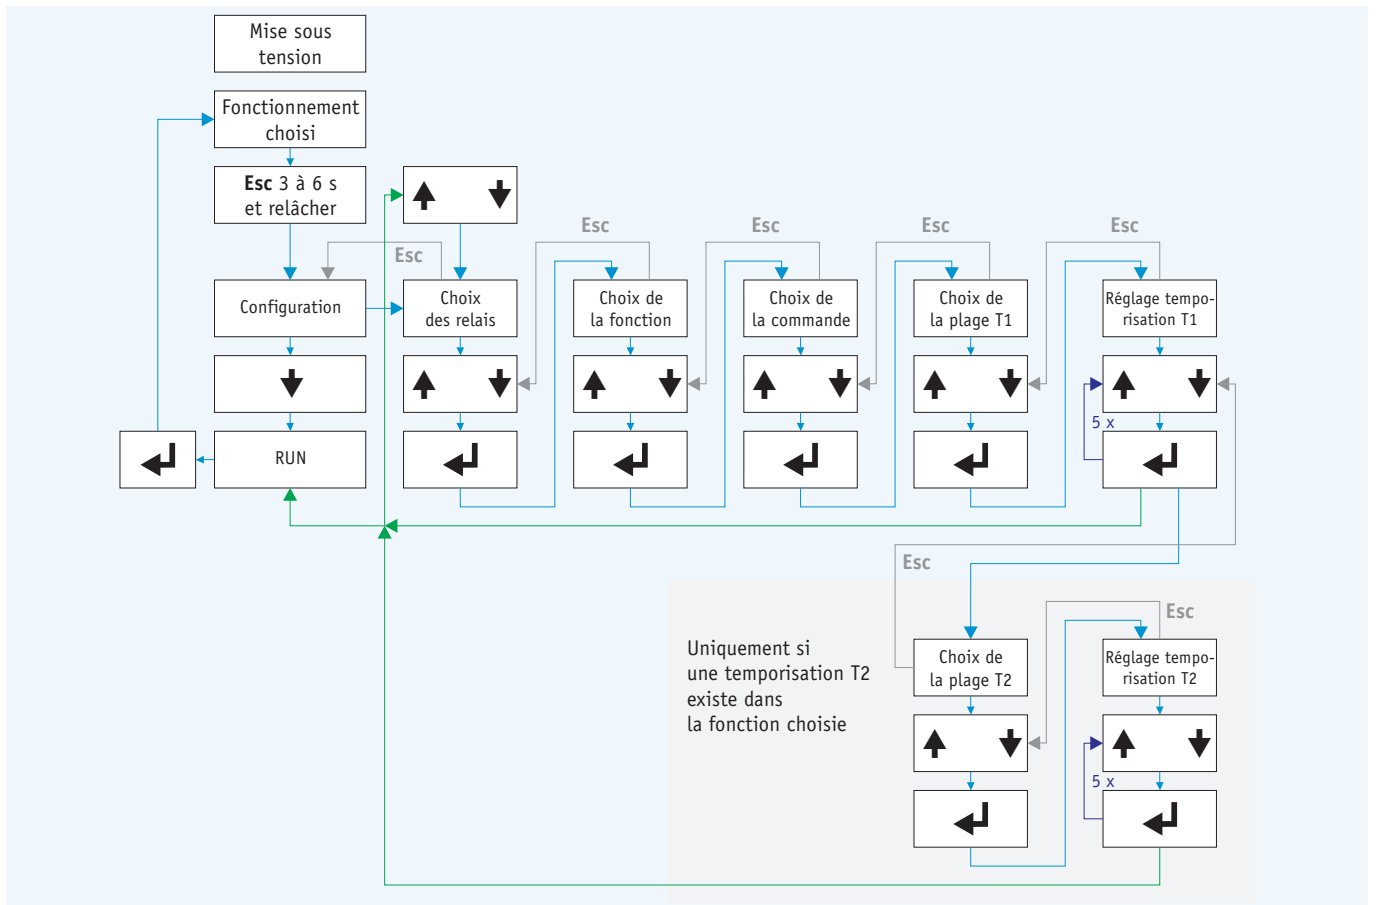 Mise sous
tension
Fonctionnement
choisi
Esc 3 à 6 s
et relâcher
Esc
Esc
Esc
Esc
Esc
Configuration
Choix
des relais
Choix de
la fonction
Choix de
la commande
Choix de
la plage T1
Réglage tempo-
risation T1
5 x
RUN
Esc
Esc
Uniquement si
une temporisation T2
existe dans
la fonction choisie
Choix de
la plage T2
Réglage tempo-
risation T2
5 x